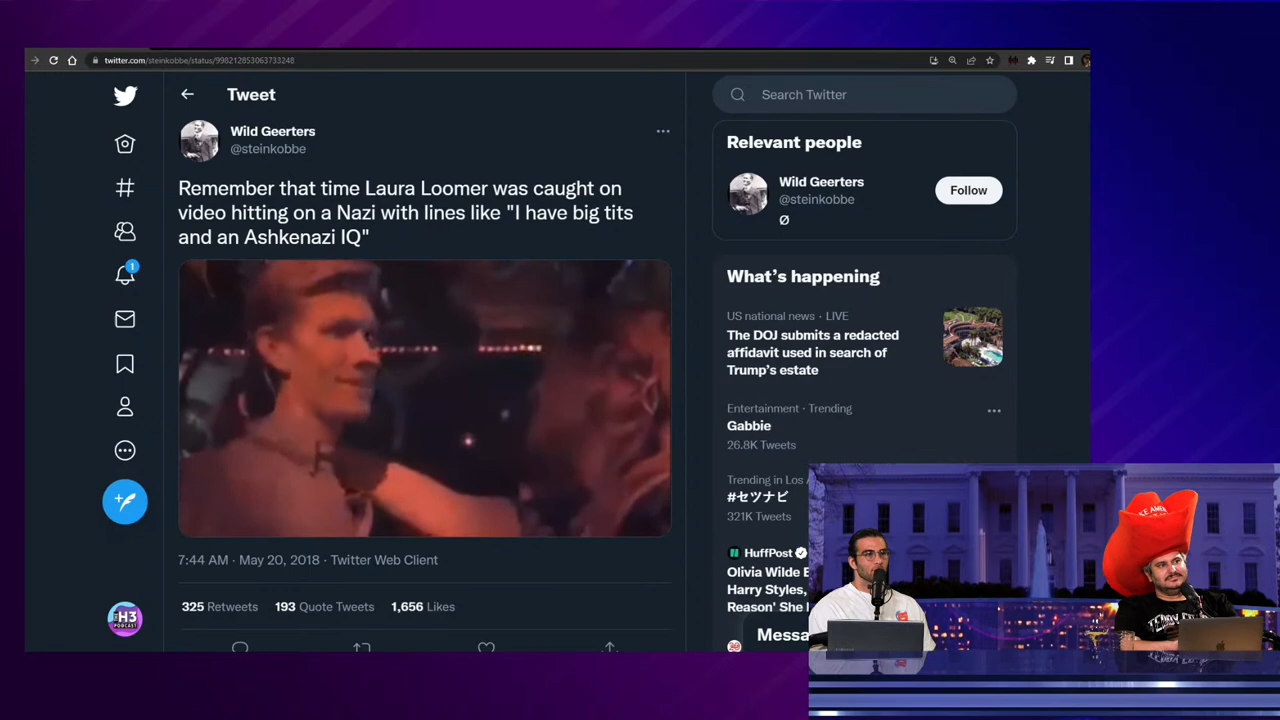 twitter.com/steinkobbe/status/998212853063733248
Tweet
Search Twitter
Wild Geerters
@steinkobbe
Remember that time Laura Loomer was caught on
video hitting on a Nazi with lines like "I have big tits
and an Ashkenazi IQ"
7:44 AM · May 20, 2018 · Twitter Web Client
325 Retweets 193 Quote Tweets 1,656 Likes
Relevant people
Wild Geerters
@steinkobbe
Follow
Ø
What's happening
US national news · LIVE
The DOJ submits a redacted
affidavit used in search of
Trump's estate
Entertainment · Trending
Gabbie
26.8K Tweets
Trending in Los
#セツナビ
321K Tweets
HuffPost
Olivia Wilde
Harry Styles,
Reason' She
Messa
1
H3
PODCAST